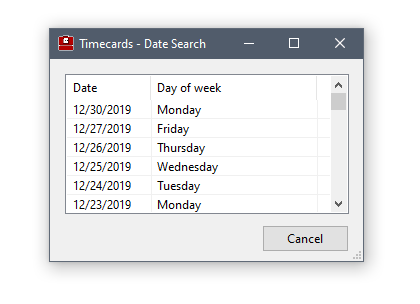 Timecards - Date Search
Date Day of week
12/30/2019 Monday
12/27/2019 Friday
12/26/2019 Thursday
12/25/2019 Wednesday
12/24/2019 Tuesday
12/23/2019 Monday
Cancel